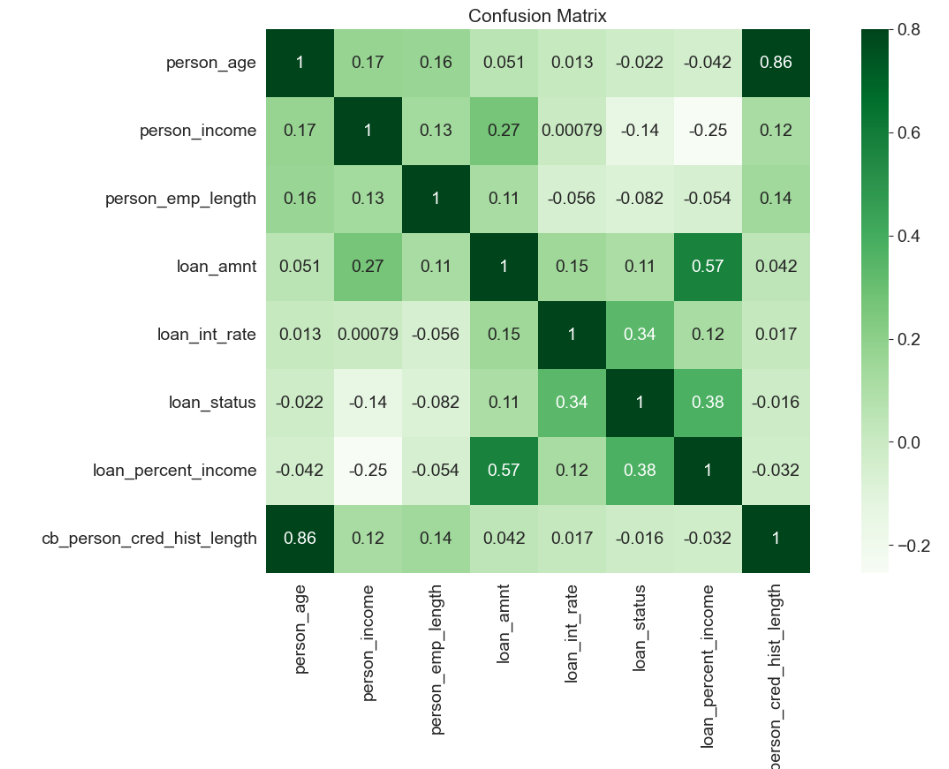 Confusion Matrix
person_age 1 0.17 0.16 0.051 0.013 -0.022 -0.042 0.86
person_income 0.17 1 0.13 0.27 0.00079 -0.14 -0.25 0.12
person_emp_length 0.16 0.13 1 0.11 -0.056 -0.082 -0.054 0.14
loan_amnt 0.051 0.27 0.11 1 0.15 0.11 0.57 0.042
loan_int_rate 0.013 0.00079 -0.056 0.15 1 0.34 0.12 0.017
loan_status -0.022 -0.14 -0.082 0.11 0.34 1 0.38 -0.016
loan_percent_income -0.042 -0.25 -0.054 0.57 0.12 0.38 1 -0.032
cb_person_cred_hist_length 0.86 0.12 0.14 0.042 0.017 -0.016 -0.032 1
person_age
person_income
person_emp_length
loan_amnt
loan_int_rate
loan_status
loan_percent_income
person_cred_hist_length
0.8
0.6
0.4
0.2
0.0
−0.2